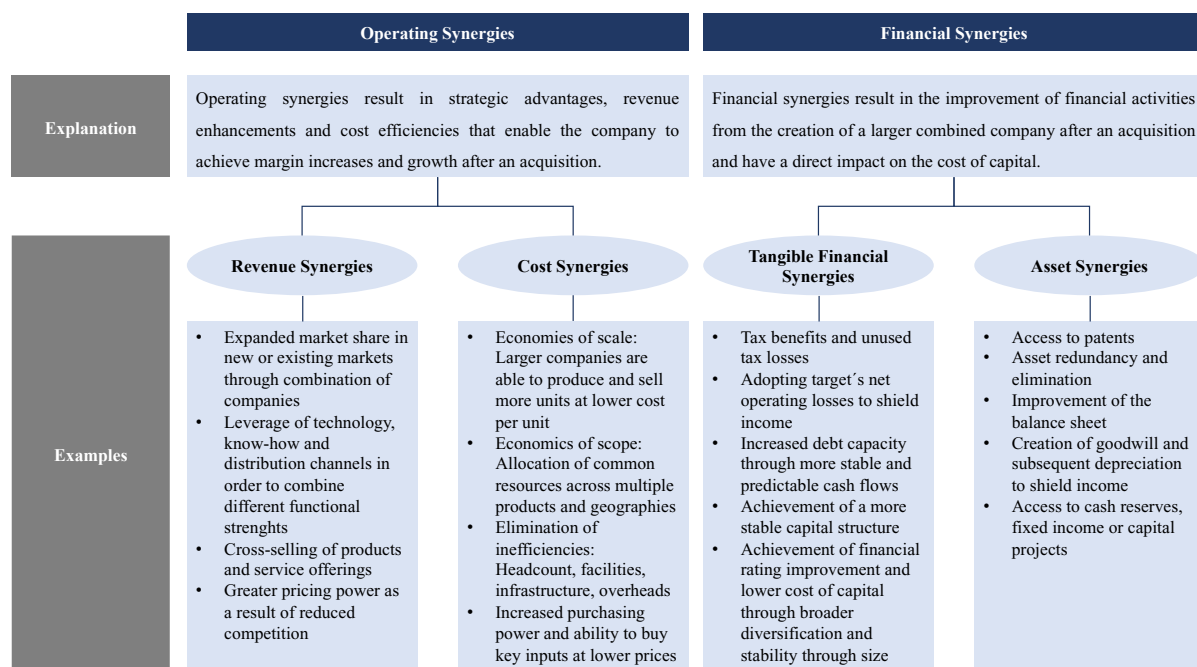 Operating Synergies
Financial Synergies
Explanation
Operating synergies result in strategic advantages, revenue
enhancements and cost efficiencies that enable the company to
achieve margin increases and growth after an acquisition.
Financial synergies result in the improvement of financial activities
from the creation of a larger combined company after an acquisition
and have a direct impact on the cost of capital.
Examples
Revenue Synergies
• Expanded market share in
new or existing markets
through combination of
companies
• Leverage of technology,
know-how and
distribution channels in
order to combine
different functional
strenghts
• Cross-selling of products
and service offerings
• Greater pricing power as
a result of reduced
competition
Cost Synergies
• Economies of scale:
Larger companies are
able to produce and sell
more units at lower cost
per unit
• Economics of scope:
Allocation of common
resources across multiple
products and geographies
• Elimination of
inefficiencies:
Headcount, facilities,
infrastructure, overheads
• Increased purchasing
power and ability to buy
key inputs at lower prices
Tangible Financial
Synergies
• Tax benefits and unused
tax losses
• Adopting target´s net
operating losses to shield
income
• Increased debt capacity
through more stable and
predictable cash flows
• Achievement of a more
stable capital structure
• Achievement of financial
rating improvement and
lower cost of capital
through broader
diversification and
stability through size
Asset Synergies
• Access to patents
• Asset redundancy and
elimination
• Improvement of the
balance sheet
• Creation of goodwill and
subsequent depreciation
to shield income
• Access to cash reserves,
fixed income or capital
projects